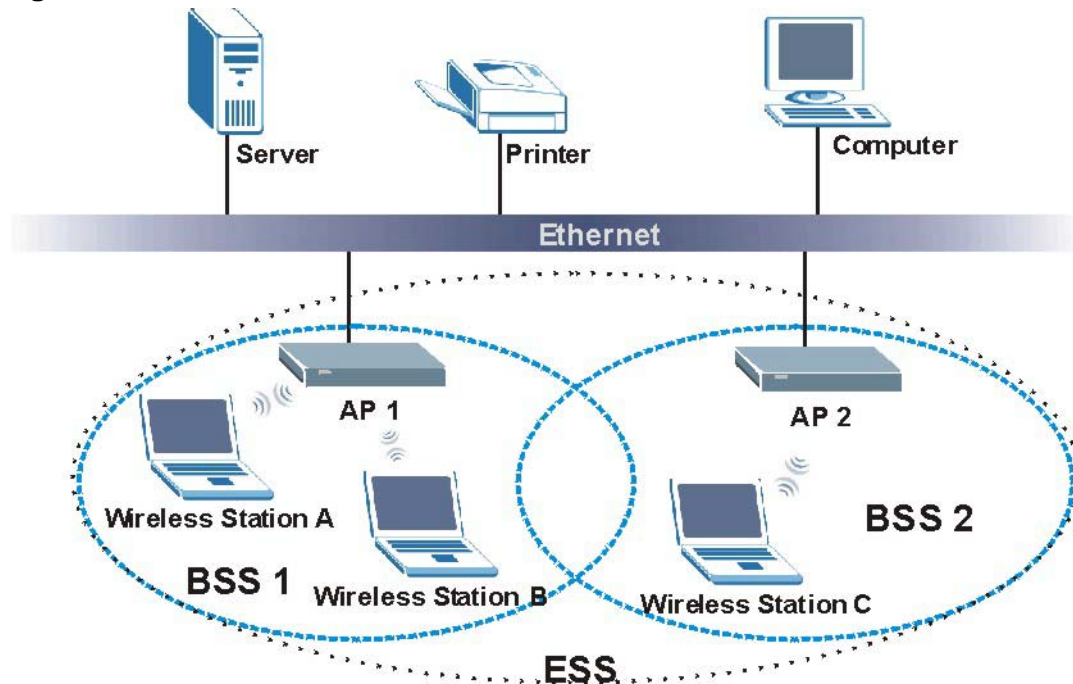 Server
Printer
Computer
Ethernet
AP 1
AP 2
Wireless Station A
BSS 2
BSS 1
Wireless Station B
Wireless Station C
ESS